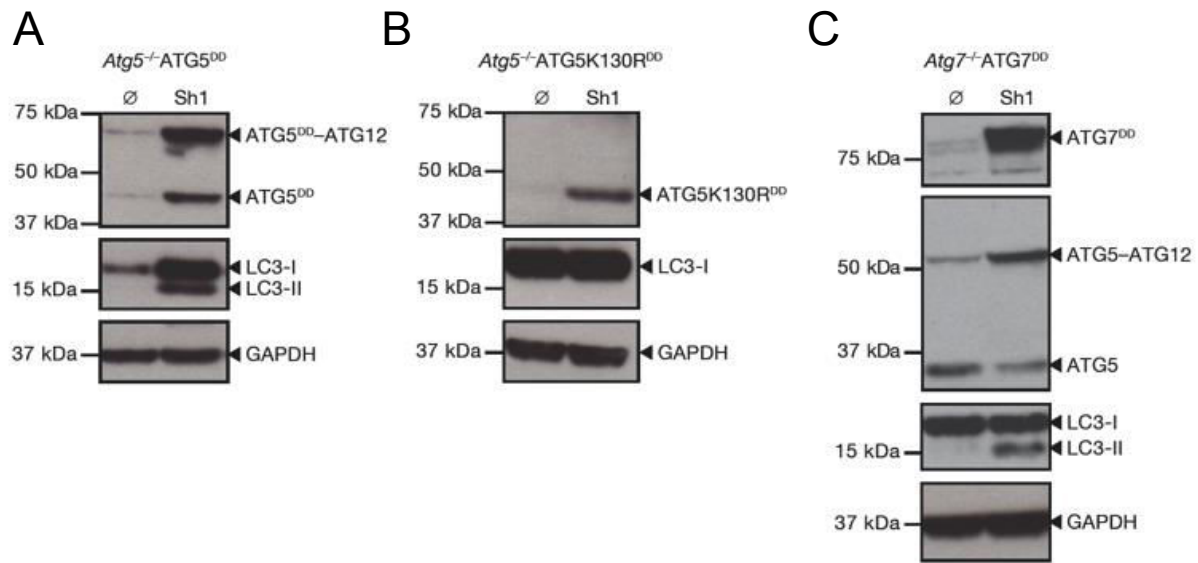 A
Atg5⁻/⁻ATG5ᴰᴰ
∅ Sh1
75 kDa
ATG5ᴰᴰ–ATG12
50 kDa
ATG5ᴰᴰ
37 kDa
LC3-I
15 kDa
LC3-II
37 kDa
GAPDH
B
Atg5⁻/⁻ATG5K130Rᴰᴰ
∅ Sh1
75 kDa
50 kDa
ATG5K130Rᴰᴰ
37 kDa
LC3-I
15 kDa
37 kDa
GAPDH
C
Atg7⁻/⁻ATG7ᴰᴰ
∅ Sh1
ATG7ᴰᴰ
75 kDa
ATG5–ATG12
50 kDa
37 kDa
ATG5
LC3-I
15 kDa
LC3-II
37 kDa
GAPDH